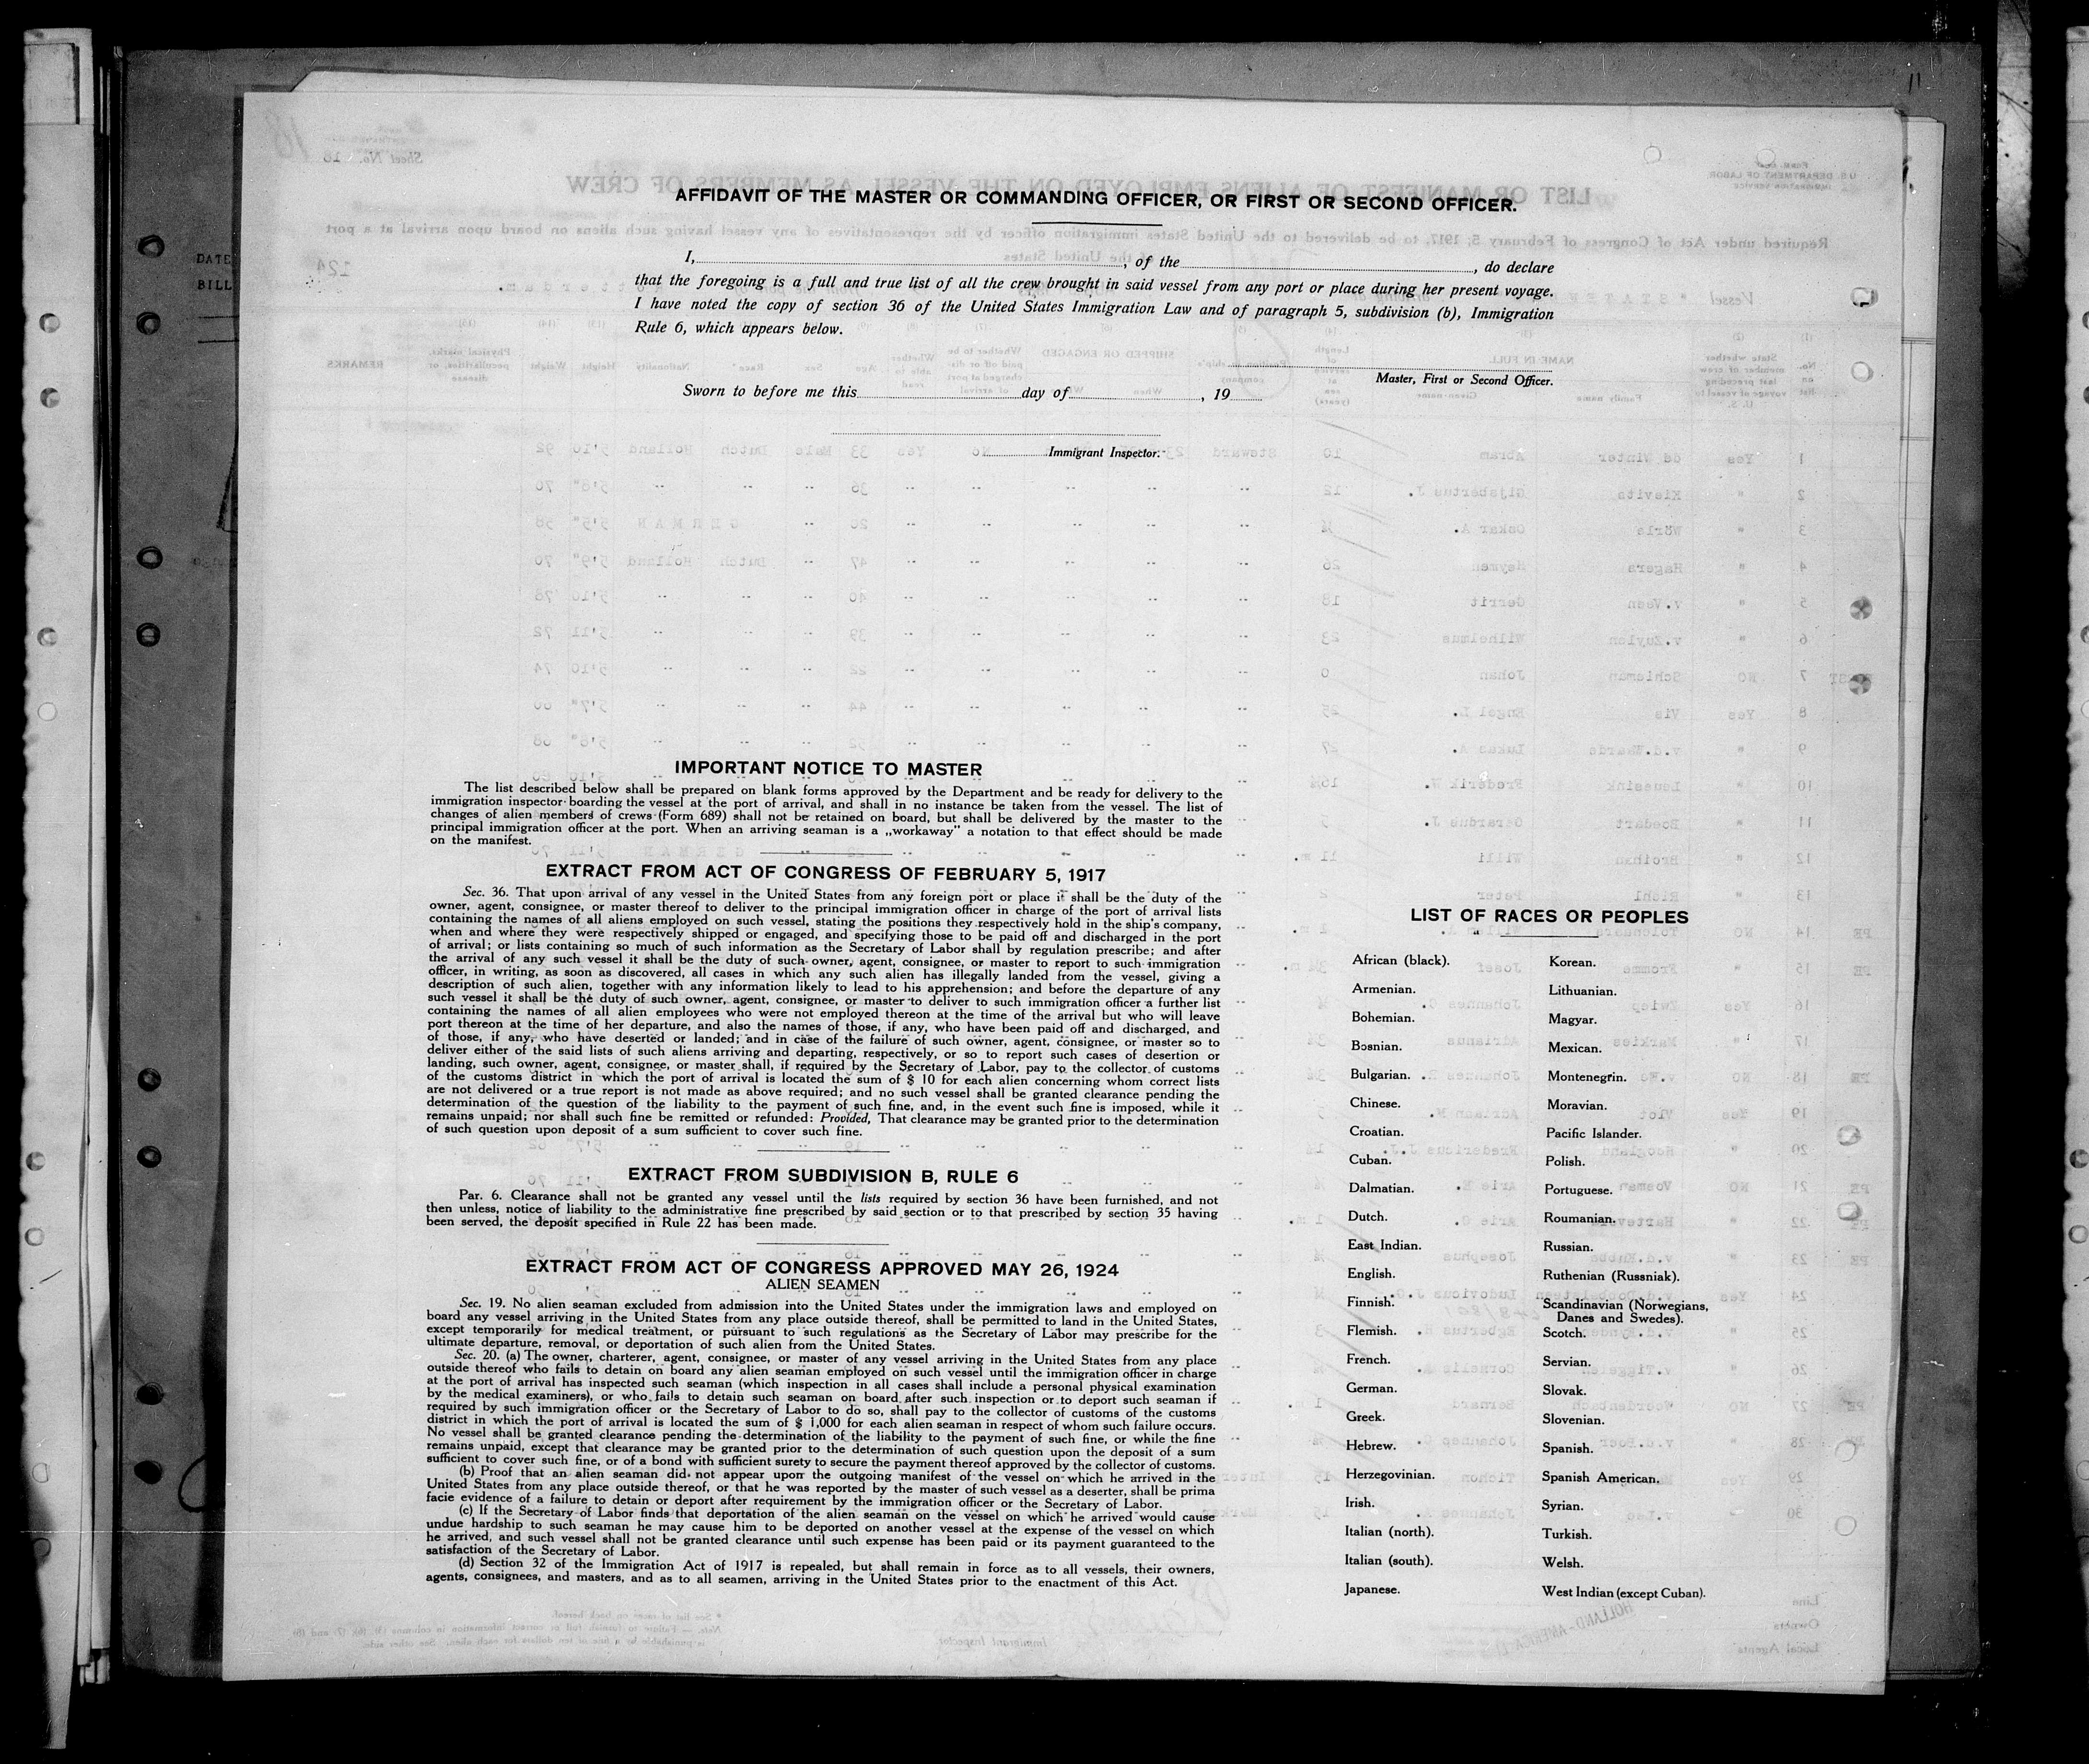 11
DATE
BILL
AFFIDAVIT OF THE MASTER OR COMMANDING OFFICER, OR FIRST OR SECOND OFFICER.
I, , of the , do declare
that the foregoing is a full and true list of all the crew brought in said vessel from any port or place during her present voyage.
I have noted the copy of section 36 of the United States Immigration Law and of paragraph 5, subdivision (b), Immigration
Rule 6, which appears below.
Master, First or Second Officer.
Sworn to before me this day of , 19
Immigrant Inspector.
IMPORTANT NOTICE TO MASTER
The list described below shall be prepared on blank forms approved by the Department and be ready for delivery to the
immigration inspector boarding the vessel at the port of arrival, and shall in no instance be taken from the vessel. The list of
changes of alien members of crews (Form 689) shall not be retained on board, but shall be delivered by the master to the
principal immigration officer at the port. When an arriving seaman is a „workaway” a notation to that effect should be made
on the manifest.
EXTRACT FROM ACT OF CONGRESS OF FEBRUARY 5, 1917
Sec. 36. That upon arrival of any vessel in the United States from any foreign port or place it shall be the duty of the
owner, agent, consignee, or master thereof to deliver to the principal immigration officer in charge of the port of arrival lists
containing the names of all aliens employed on such vessel, stating the positions they respectively hold in the ship's company,
when and where they were respectively shipped or engaged, and specifying those to be paid off and discharged in the port
of arrival; or lists containing so much of such information as the Secretary of Labor shall by regulation prescribe; and after
the arrival of any such vessel it shall be the duty of such owner, agent, consignee, or master to report to such immigration
officer, in writing, as soon as discovered, all cases in which any such alien has illegally landed from the vessel, giving a
description of such alien, together with any information likely to lead to his apprehension; and before the departure of any
such vessel it shall be the duty of such owner, agent, consignee, or master to deliver to such immigration officer a further list
containing the names of all alien employees who were not employed thereon at the time of the arrival but who will leave
port thereon at the time of her departure, and also the names of those, if any, who have been paid off and discharged, and
of those, if any, who have deserted or landed; and in case of the failure of such owner, agent, consignee, or master so to
deliver either of the said lists of such aliens arriving and departing, respectively, or so to report such cases of desertion or
landing, such owner, agent, consignee, or master shall, if required by the Secretary of Labor, pay to the collector of customs
of the customs district in which the port of arrival is located the sum of $ 10 for each alien concerning whom correct lists
are not delivered or a true report is not made as above required; and no such vessel shall be granted clearance pending the
determination of the question of the liability to the payment of such fine, and, in the event such fine is imposed, while it
remains unpaid; nor shall such fine be remitted or refunded: Provided, That clearance may be granted prior to the determination
of such question upon deposit of a sum sufficient to cover such fine.
EXTRACT FROM SUBDIVISION B, RULE 6
Par. 6. Clearance shall not be granted any vessel until the lists required by section 36 have been furnished, and not
then unless, notice of liability to the administrative fine prescribed by said section or to that prescribed by section 35 having
been served, the deposit specified in Rule 22 has been made.
EXTRACT FROM ACT OF CONGRESS APPROVED MAY 26, 1924
ALIEN SEAMEN
Sec. 19. No alien seaman excluded from admission into the United States under the immigration laws and employed on
board any vessel arriving in the United States from any place outside thereof, shall be permitted to land in the United States,
except temporarily for medical treatment, or pursuant to such regulations as the Secretary of Labor may prescribe for the
ultimate departure, removal, or deportation of such alien from the United States.
Sec. 20. (a) The owner, charterer, agent, consignee, or master of any vessel arriving in the United States from any place
outside thereof who fails to detain on board any alien seaman employed on such vessel until the immigration officer in charge
at the port of arrival has inspected such seaman (which inspection in all cases shall include a personal physical examination
by the medical examiners), or who fails to detain such seaman on board after such inspection or to deport such seaman if
required by such immigration officer or the Secretary of Labor to do so, shall pay to the collector of customs of the customs
district in which the port of arrival is located the sum of $ 1,000 for each alien seaman in respect of whom such failure occurs.
No vessel shall be granted clearance pending the determination of the liability to the payment of such fine, or while the fine
remains unpaid, except that clearance may be granted prior to the determination of such question upon the deposit of a sum
sufficient to cover such fine, or of a bond with sufficient surety to secure the payment thereof approved by the collector of customs.
(b) Proof that an alien seaman did not appear upon the outgoing manifest of the vessel on which he arrived in the
United States from any place outside thereof, or that he was reported by the master of such vessel as a deserter, shall be prima
facie evidence of a failure to detain or deport after requirement by the immigration officer or the Secretary of Labor.
(c) If the Secretary of Labor finds that deportation of the alien seaman on the vessel on which he arrived would cause
undue hardship to such seaman he may cause him to be deported on another vessel at the expense of the vessel on which
he arrived, and such vessel shall not be granted clearance until such expense has been paid or its payment guaranteed to the
satisfaction of the Secretary of Labor.
(d) Section 32 of the Immigration Act of 1917 is repealed, but shall remain in force as to all vessels, their owners,
agents, consignees, and masters, and as to all seamen, arriving in the United States prior to the enactment of this Act.
LIST OF RACES OR PEOPLES
African (black).
Armenian.
Bohemian.
Bosnian.
Bulgarian.
Chinese.
Croatian.
Cuban.
Dalmatian.
Dutch.
East Indian.
English.
Finnish.
Flemish.
French.
German.
Greek.
Hebrew.
Herzegovinian.
Irish.
Italian (north).
Italian (south).
Japanese.
Korean.
Lithuanian.
Magyar.
Mexican.
Montenegrin.
Moravian.
Pacific Islander.
Polish.
Portuguese.
Roumanian.
Russian.
Ruthenian (Russniak).
Scandinavian (Norwegians,
Danes and Swedes).
Scotch.
Servian.
Slovak.
Slovenian.
Spanish.
Spanish American.
Syrian.
Turkish.
Welsh.
West Indian (except Cuban).